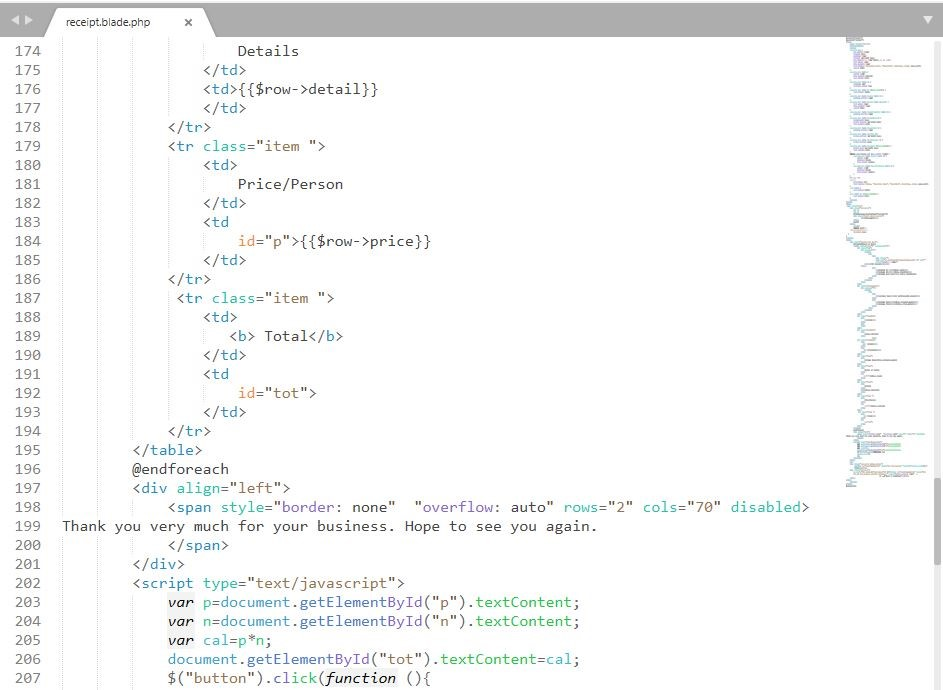 receipt.blade.php
174 Details
175 </td>
176 <td>{{$row->detail}}
177 </td>
178 </tr>
179 <tr class="item ">
180 <td>
181 Price/Person
182 </td>
183 <td
184 id="p">{{$row->price}}
185 </td>
186 </tr>
187 <tr class="item ">
188 <td>
189 <b> Total</b>
190 </td>
191 <td
192 id="tot">
193 </td>
194 </tr>
195 </table>
196 @endforeach
197 <div align="left">
198 <span style="border: none"  "overflow: auto" rows="2" cols="70" disabled>
199 Thank you very much for your business. Hope to see you again.
200 </span>
201 </div>
202 <script type="text/javascript">
203 var p=document.getElementById("p").textContent;
204 var n=document.getElementById("n").textContent;
205 var cal=p*n;
206 document.getElementById("tot").textContent=cal;
207 $("button").click(function (){